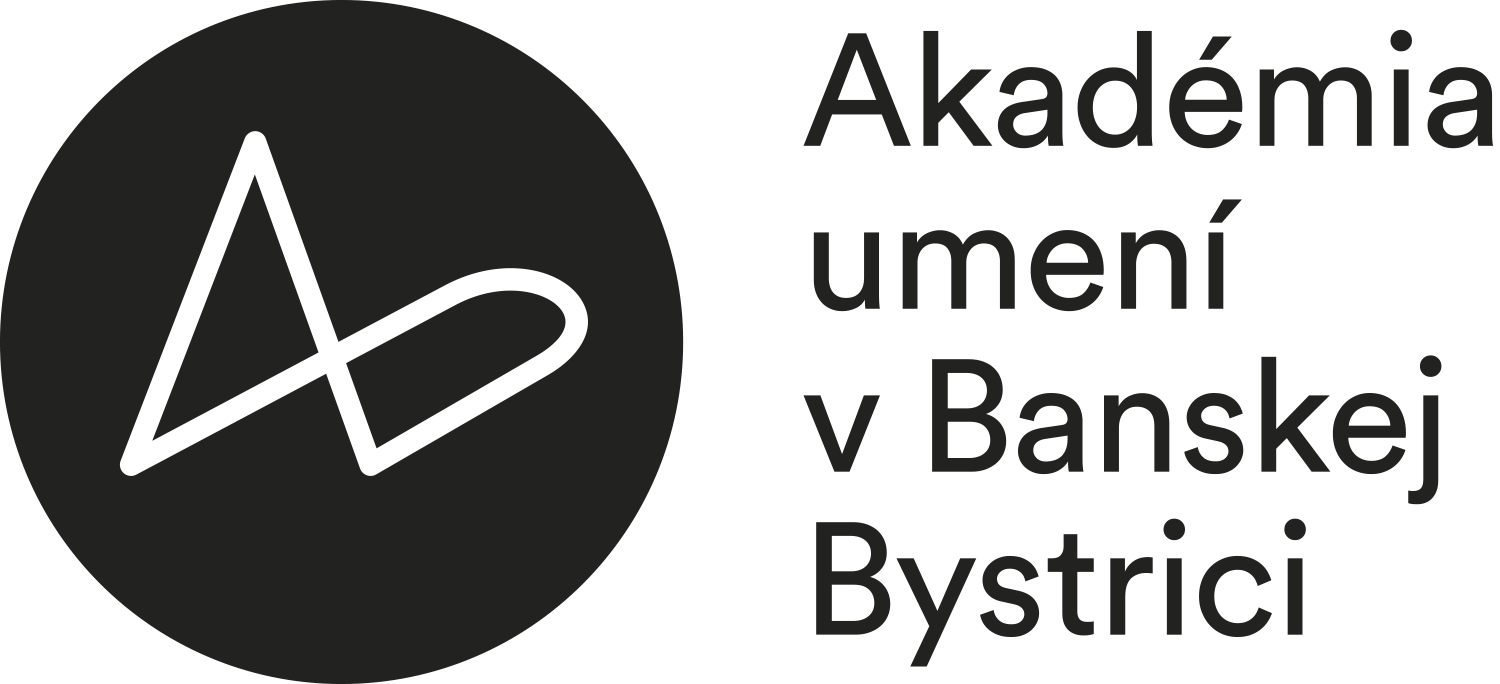 Akadémia
umení
v Banskej
Bystrici